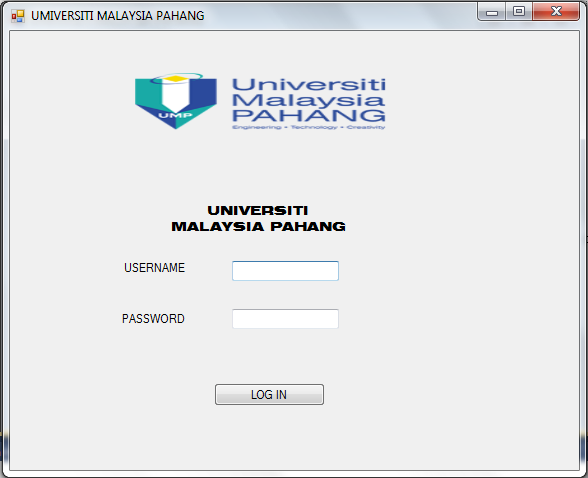 UMIVERSITI MALAYSIA PAHANG
Universiti
Malaysia
PAHANG
Engineering • Technology • Creativity
UMP
UNIVERSITI
MALAYSIA PAHANG
USERNAME
PASSWORD
LOG IN